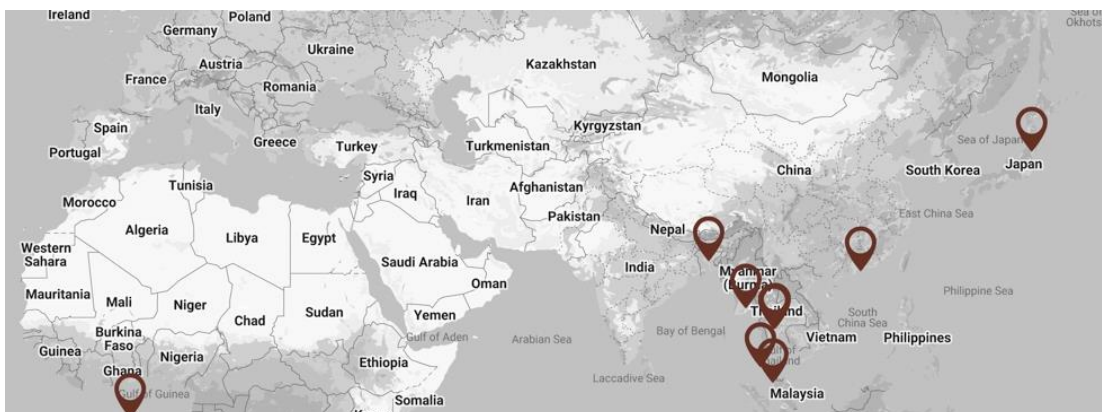 Ireland
Poland
Sea of
Okhots
Germany
Ukraine
Austria
Kazakhstan
Mongolia
France
Romania
Italy
Kyrgyzstan
Spain
Greece
Turkey
Turkmenistan
Sea of Japan
Portugal
China
South Korea
Japan
Tunisia
Syria
Iraq
Iran
Afghanistan
Morocco
Pakistan
East China Sea
Algeria
Libya
Egypt
Nepal
Western
Sahara
Saudi Arabia
India
Myanmar
(Burma)
Oman
Mauritania
Mali
Niger
Chad
Sudan
Yemen
Thailand
South
China Sea
Philippine Sea
Burkina
Faso
Gulf of Aden
Arabian Sea
Bay of Bengal
Vietnam
Philippines
Guinea
Nigeria
Ethiopia
Gulf of
Thailand
Ghana
Gulf of Guinea
Laccadive Sea
Malaysia
Somalia